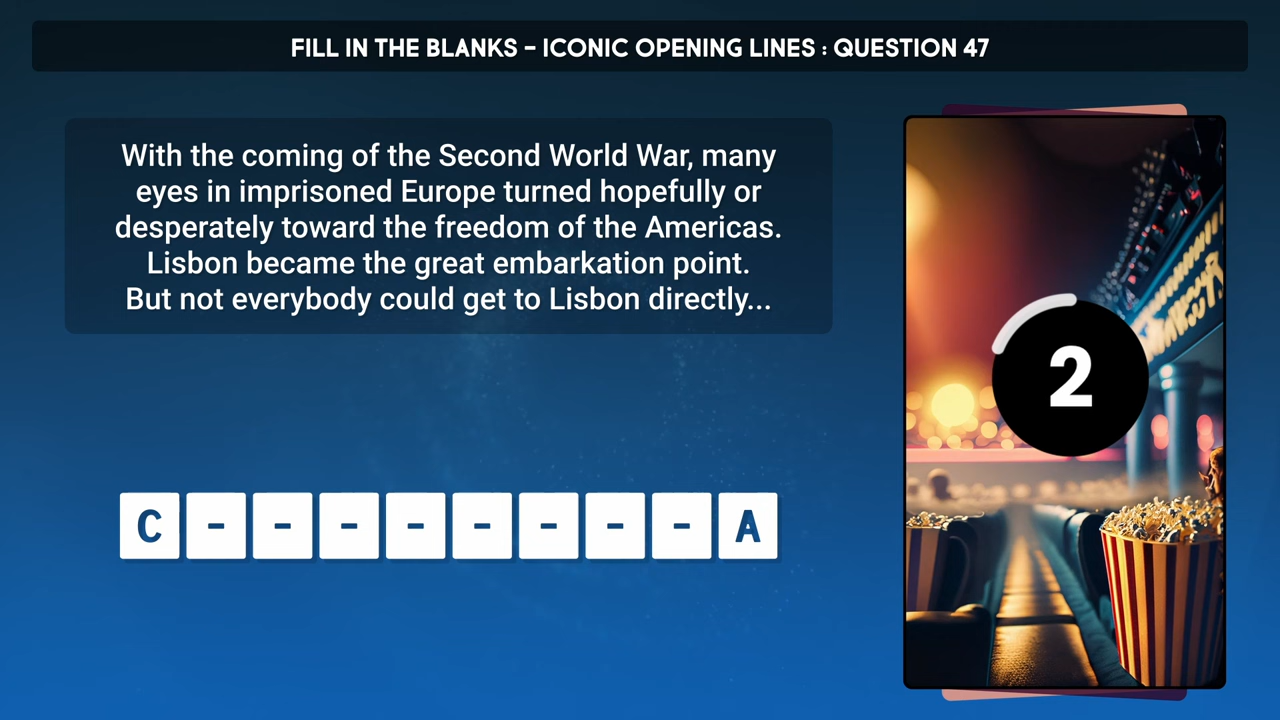 FILL IN THE BLANKS - ICONIC OPENING LINES : QUESTION 47
With the coming of the Second World War, many
eyes in imprisoned Europe turned hopefully or
desperately toward the freedom of the Americas.
Lisbon became the great embarkation point.
But not everybody could get to Lisbon directly...
2
C - - - - - - - - A